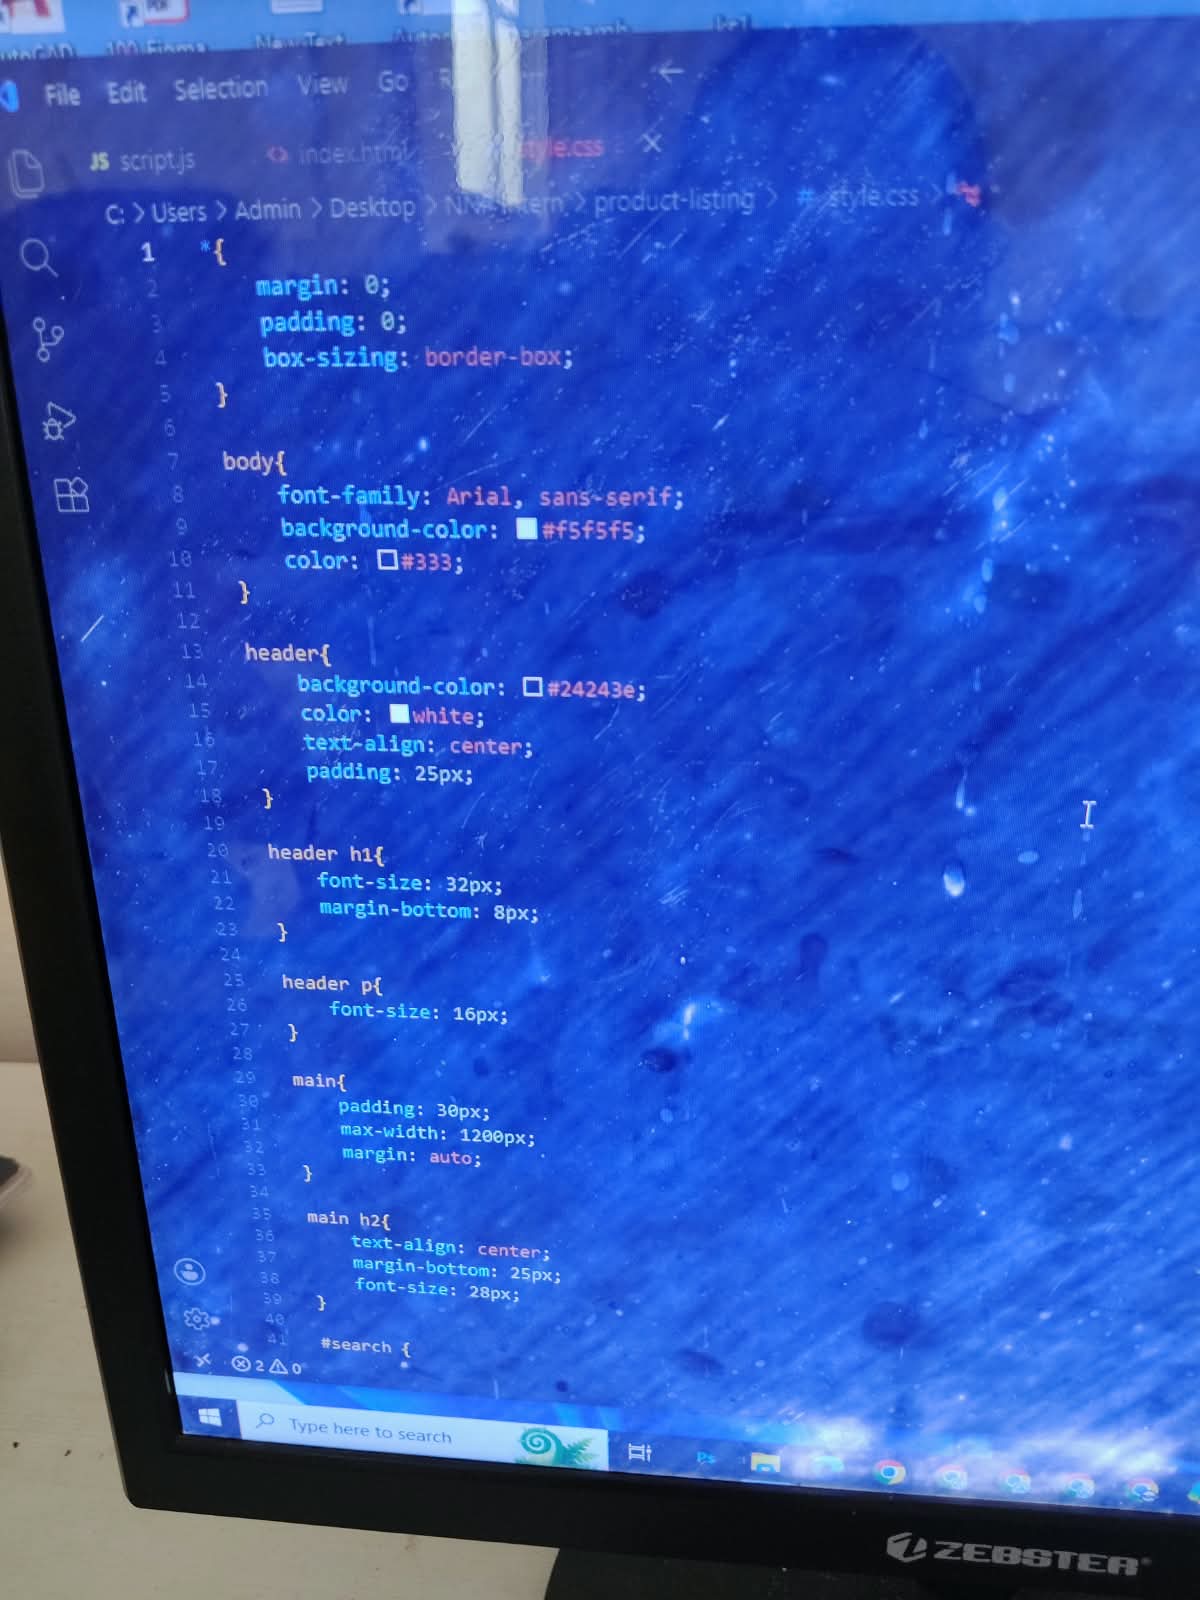 100 Figma
File Edit Selection View Go
JS script.js index.html style.css
C: > Users > Admin > Desktop > product-listing > # style.css >
1 *{
2 margin: 0;
3 padding: 0;
4 box-sizing: border-box;
5 }
6
7 body{
8 font-family: Arial, sans-serif;
9 background-color: #f5f5f5;
10 color: #333;
11 }
12
13 header{
14 background-color: #24243e;
15 color: white;
16 text-align: center;
17 padding: 25px;
18 }
19
20 header h1{
21 font-size: 32px;
22 margin-bottom: 8px;
23 }
24
25 header p{
26 font-size: 16px;
27 }
28
29 main{
30 padding: 30px;
31 max-width: 1200px;
32 margin: auto;
33 }
34
35 main h2{
36 text-align: center;
37 margin-bottom: 25px;
38 font-size: 28px;
39 }
40
41 #search {
2 0
Type here to search
Ps
ZEBSTER